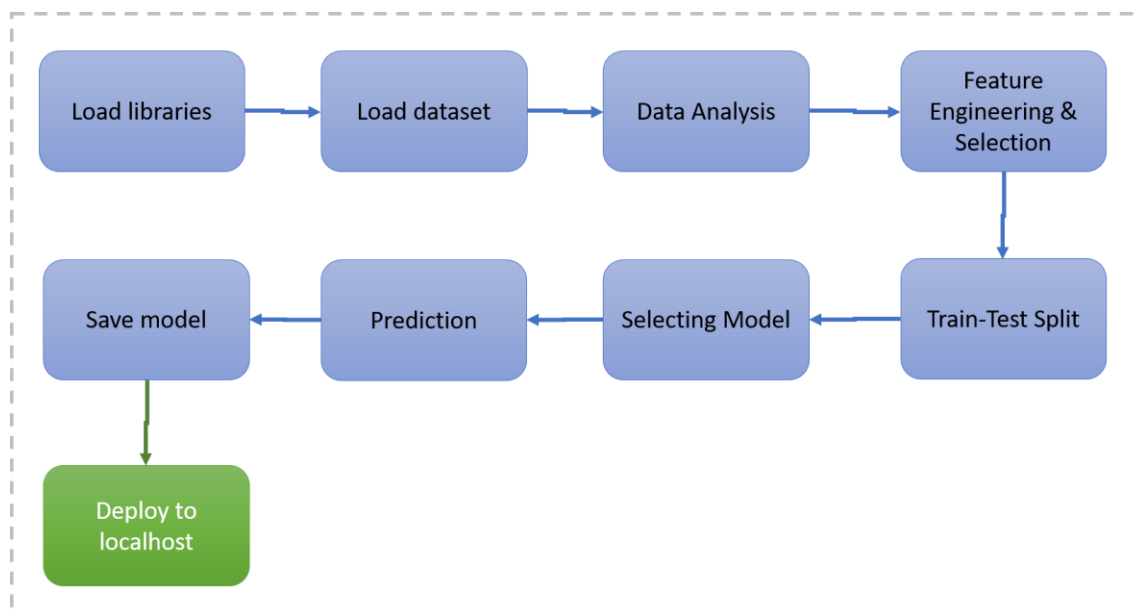 Load libraries
Load dataset
Data Analysis
Feature
Engineering &
Selection
Save model
Prediction
Selecting Model
Train-Test Split
Deploy to
localhost